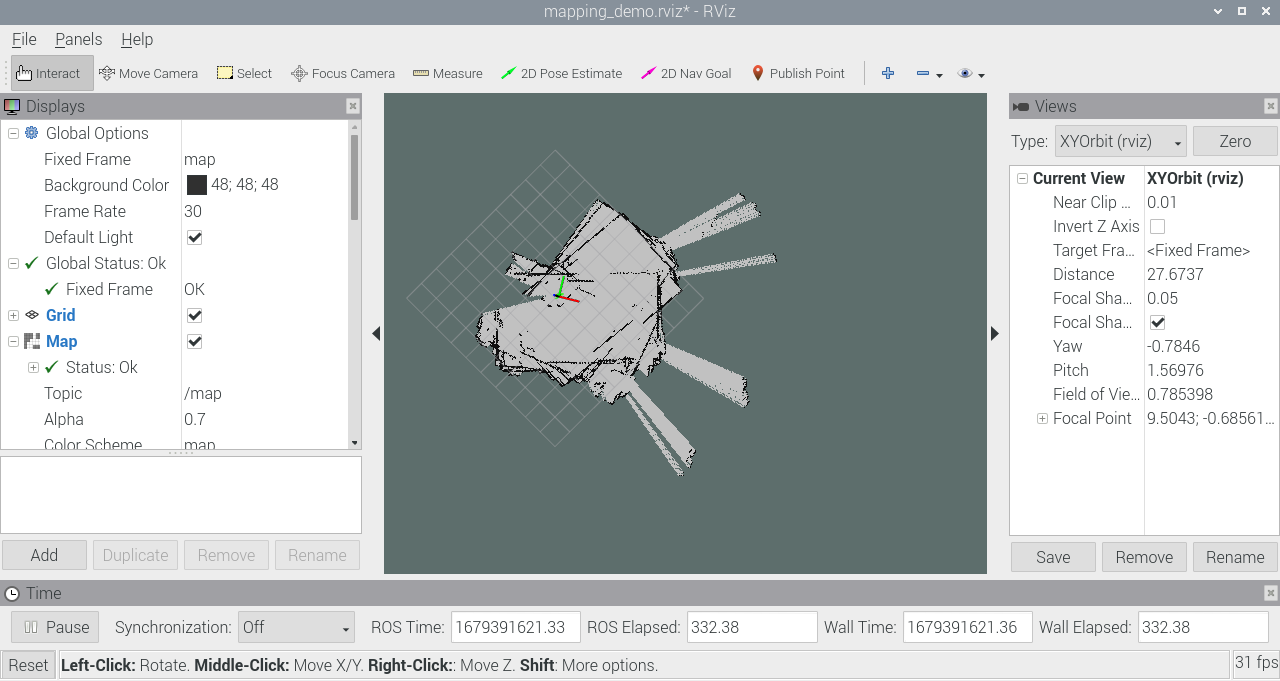 mapping_demo.rviz* - RViz
File Panels Help
Interact Move Camera Select Focus Camera Measure 2D Pose Estimate 2D Nav Goal Publish Point
Displays
Global Options
Fixed Frame map
Background Color 48; 48; 48
Frame Rate 30
Default Light
Global Status: Ok
Fixed Frame OK
Grid
Map
Status: Ok
Topic /map
Alpha 0.7
Color Scheme map
Add Duplicate Remove Rename
Views
Type: XYOrbit (rviz) Zero
Current View XYOrbit (rviz)
Near Clip ... 0.01
Invert Z Axis
Target Fra... <Fixed Frame>
Distance 27.6737
Focal Sha... 0.05
Focal Sha...
Yaw -0.7846
Pitch 1.56976
Field of Vie... 0.785398
Focal Point 9.5043; -0.68561...
Save Remove Rename
Time
Pause Synchronization: Off ROS Time: 1679391621.33 ROS Elapsed: 332.38 Wall Time: 1679391621.36 Wall Elapsed: 332.38
Reset Left-Click: Rotate. Middle-Click: Move X/Y. Right-Click:: Move Z. Shift: More options. 31 fps